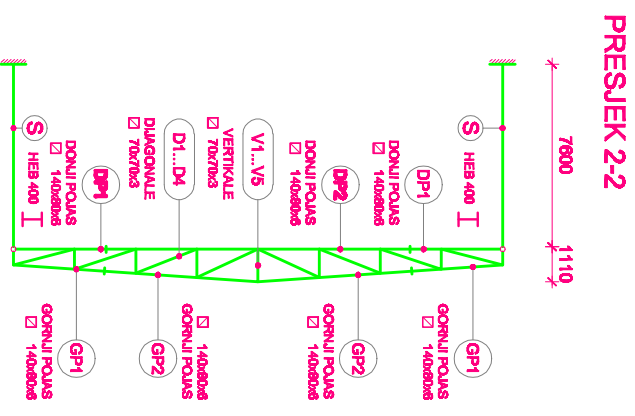 PRESJEK 2-2
7600 1110
S HEB 400
GP1
GORNJI POJAS
140x80x6
DP1
DONJI POJAS
140x80x6
GP2
GORNJI POJAS
140x80x6
DP2
DONJI POJAS
140x80x6
V1...V5
VERTIKALE
70x70x3
D1...D4
DIJAGONALE
70x70x3
140x80x6
GORNJI POJAS
GP2
DP1
DONJI POJAS
140x80x6
GP1
GORNJI POJAS
140x80x6
S HEB 400